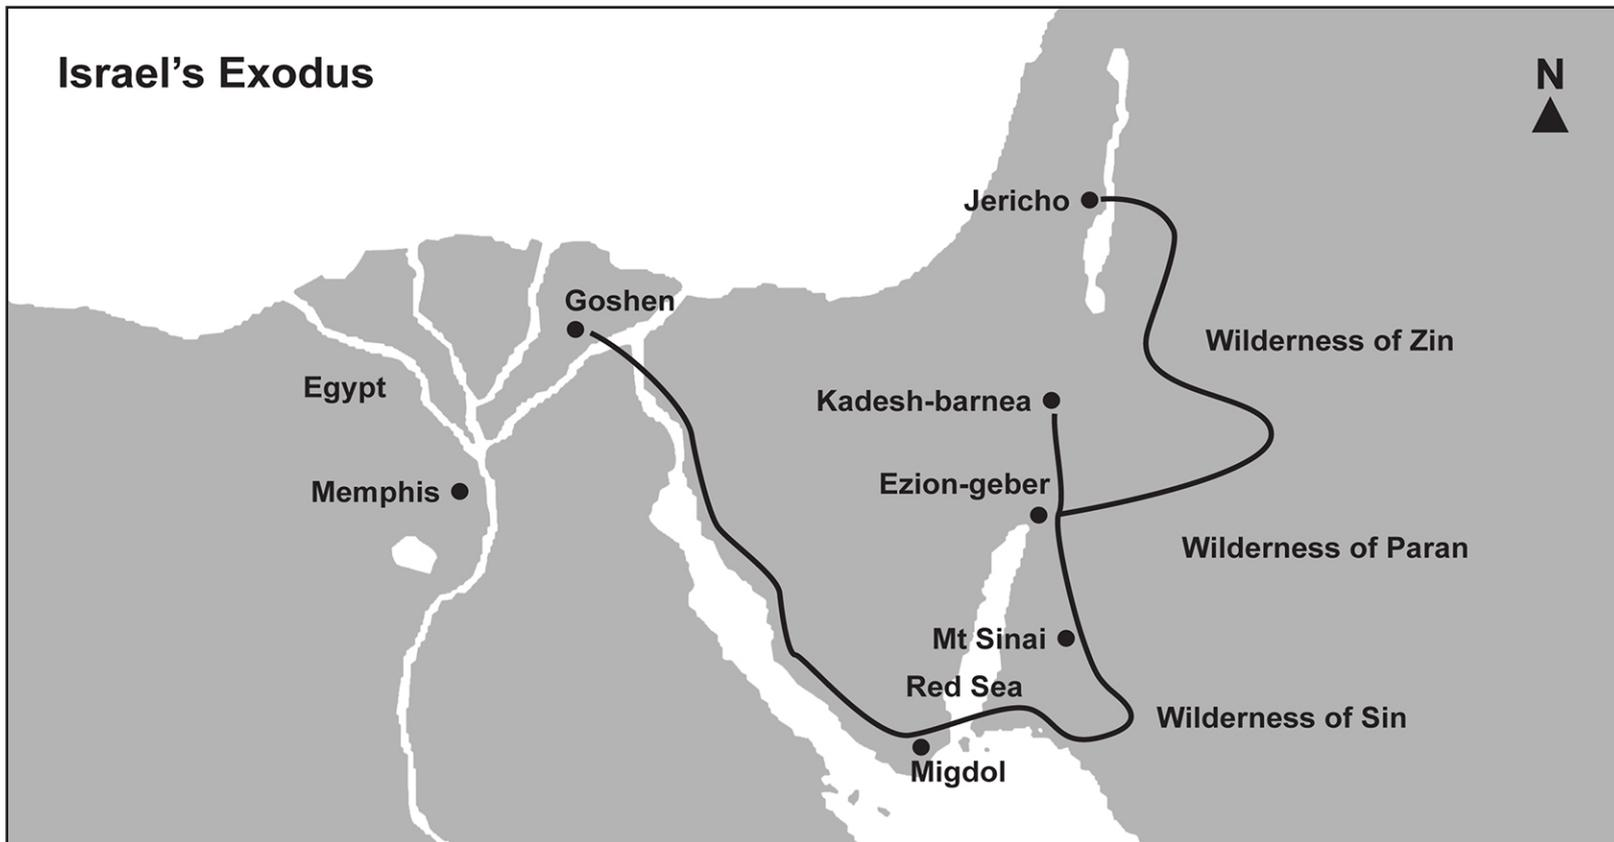 Israel's Exodus
N
Jericho
Goshen
Wilderness of Zin
Egypt
Kadesh-barnea
Ezion-geber
Memphis
Wilderness of Paran
Mt Sinai
Red Sea
Wilderness of Sin
Migdol